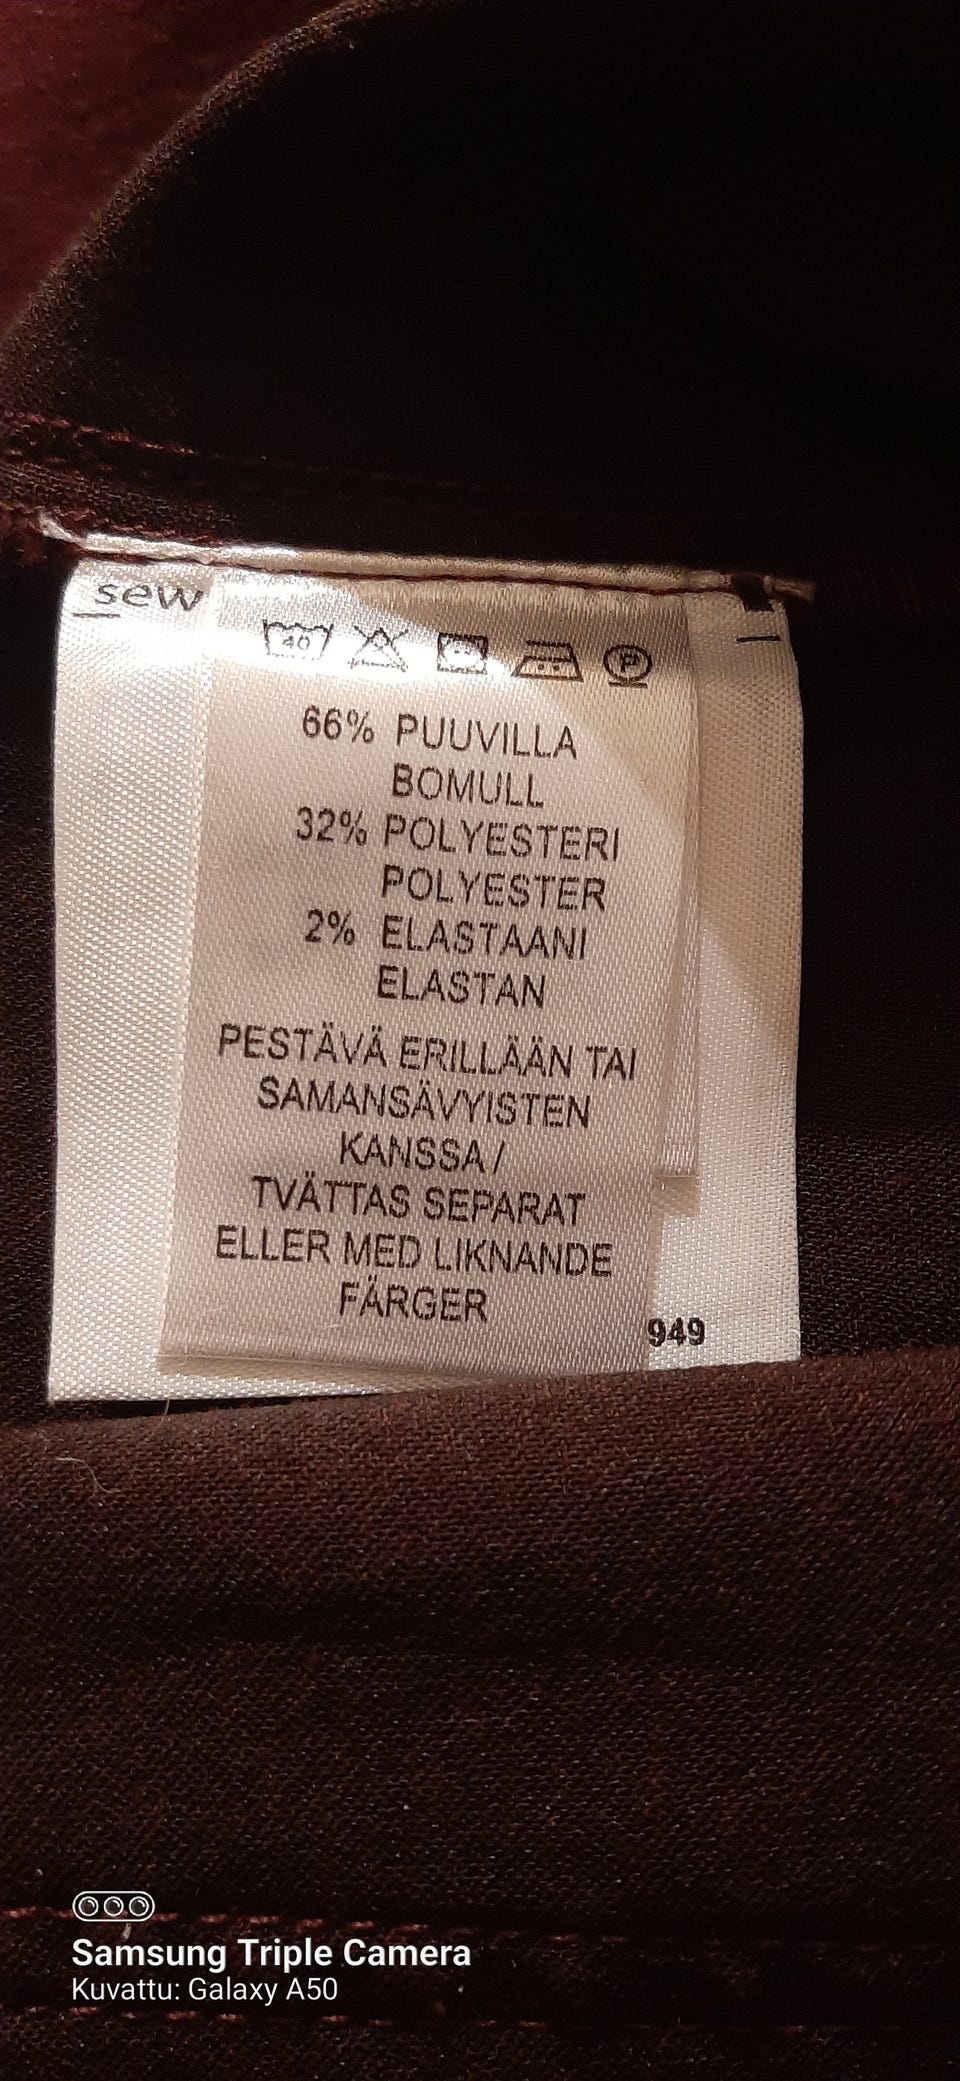 sew
40
P
66% PUUVILLA
BOMULL
32% POLYESTERI
POLYESTER
2% ELASTAANI
ELASTAN
PESTÄVÄ ERILLÄÄN TAI
SAMANSÄVYISTEN
KANSSA /
TVÄTTAS SEPARAT
ELLER MED LIKNANDE
FÄRGER
949
Samsung Triple Camera
Kuvattu: Galaxy A50